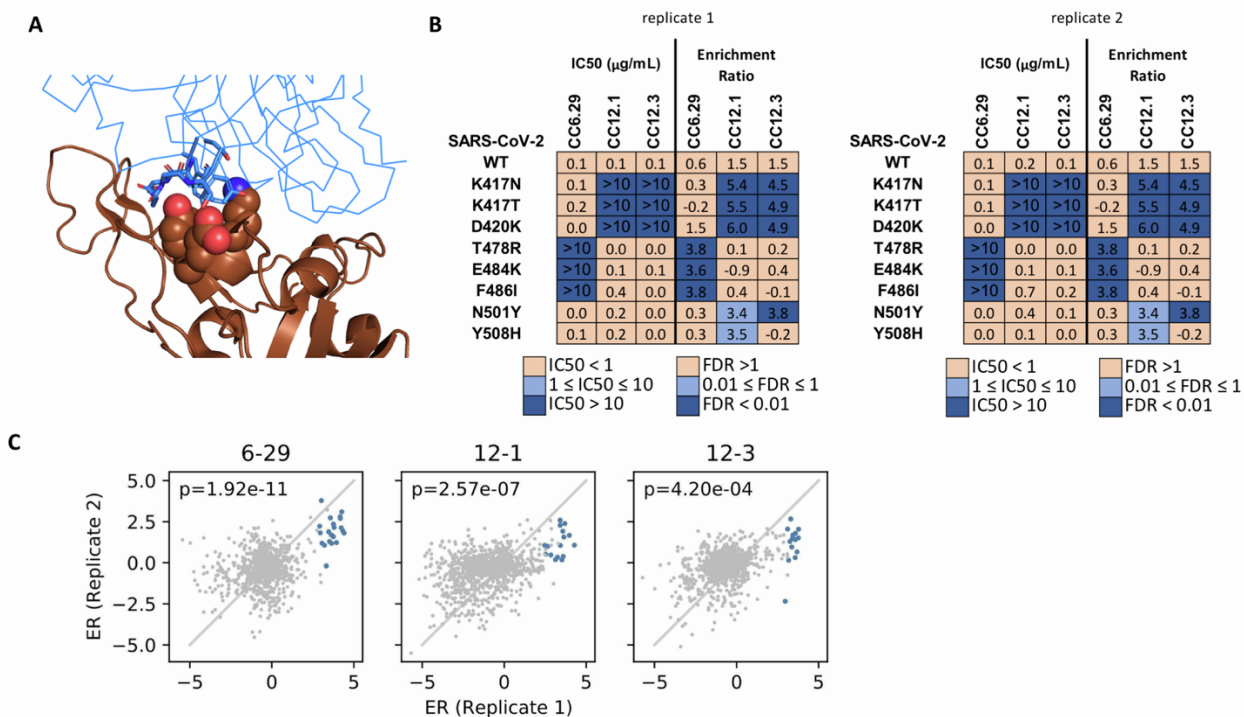 A
B
replicate 1
IC50 (µg/mL) Enrichment Ratio
SARS-CoV-2 CC6.29 CC12.1 CC12.3 CC6.29 CC12.1 CC12.3
WT 0.1 0.1 0.1 0.6 1.5 1.5
K417N 0.1 >10 >10 0.3 5.4 4.5
K417T 0.2 >10 >10 -0.2 5.5 4.9
D420K 0.0 >10 >10 1.5 6.0 4.9
T478R >10 0.0 0.0 3.8 0.1 0.2
E484K >10 0.1 0.1 3.6 -0.9 0.4
F486I >10 0.4 0.0 3.8 0.4 -0.1
N501Y 0.0 0.2 0.0 0.3 3.4 3.8
Y508H 0.1 0.2 0.0 0.3 3.5 -0.2
IC50 < 1 FDR >1
1 ≤ IC50 ≤ 10 0.01 ≤ FDR ≤ 1
IC50 > 10 FDR < 0.01
replicate 2
IC50 (µg/mL) Enrichment Ratio
SARS-CoV-2 CC6.29 CC12.1 CC12.3 CC6.29 CC12.1 CC12.3
WT 0.1 0.2 0.1 0.6 1.5 1.5
K417N 0.1 >10 >10 0.3 5.4 4.5
K417T 0.1 >10 >10 -0.2 5.5 4.9
D420K 0.0 >10 >10 1.5 6.0 4.9
T478R >10 0.0 0.0 3.8 0.1 0.2
E484K >10 0.1 0.1 3.6 -0.9 0.4
F486I >10 0.7 0.2 3.8 0.4 -0.1
N501Y 0.0 0.4 0.1 0.3 3.4 3.8
Y508H 0.0 0.1 0.0 0.3 3.5 -0.2
IC50 < 1 FDR >1
1 ≤ IC50 ≤ 10 0.01 ≤ FDR ≤ 1
IC50 > 10 FDR < 0.01
C
6-29 12-1 12-3
p=1.92e-11 p=2.57e-07 p=4.20e-04
ER (Replicate 2)
5.0
2.5
0.0
−2.5
−5.0
−5 0 5 −5 0 5 −5 0 5
ER (Replicate 1)